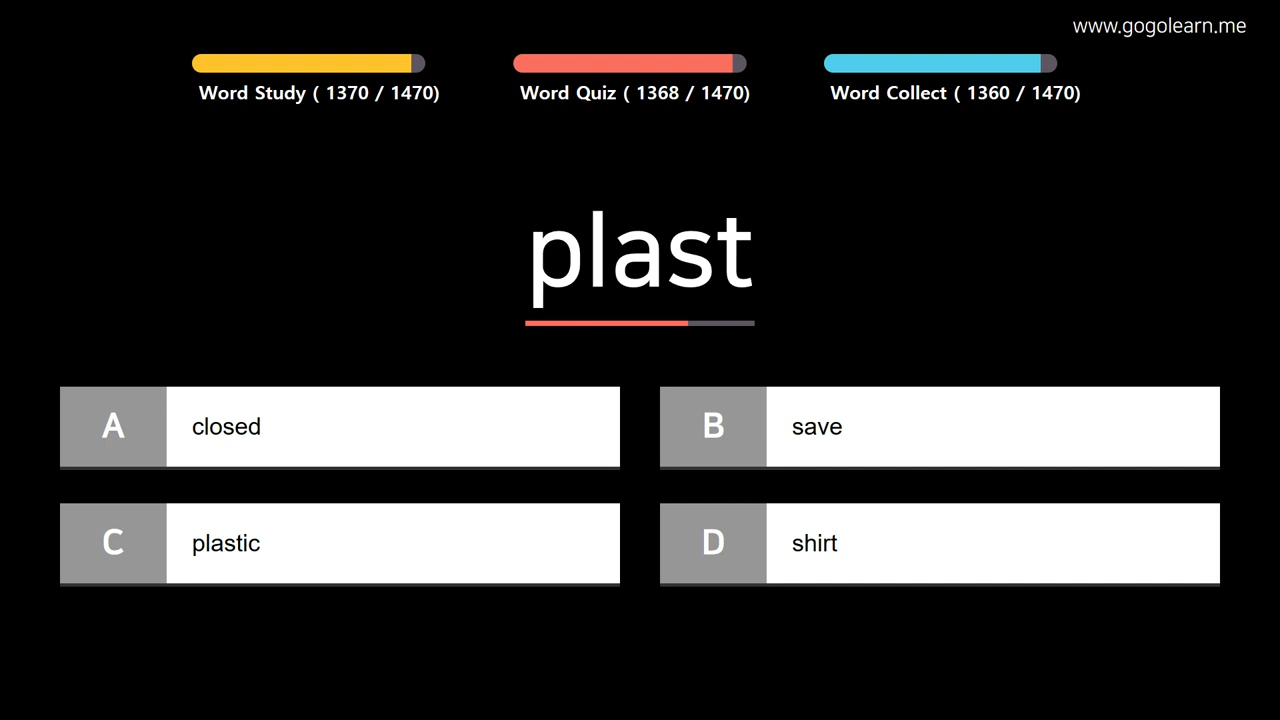 www.gogolearn.me
Word Study ( 1370 / 1470)
Word Quiz ( 1368 / 1470)
Word Collect ( 1360 / 1470)
plast
A closed
B save
C plastic
D shirt